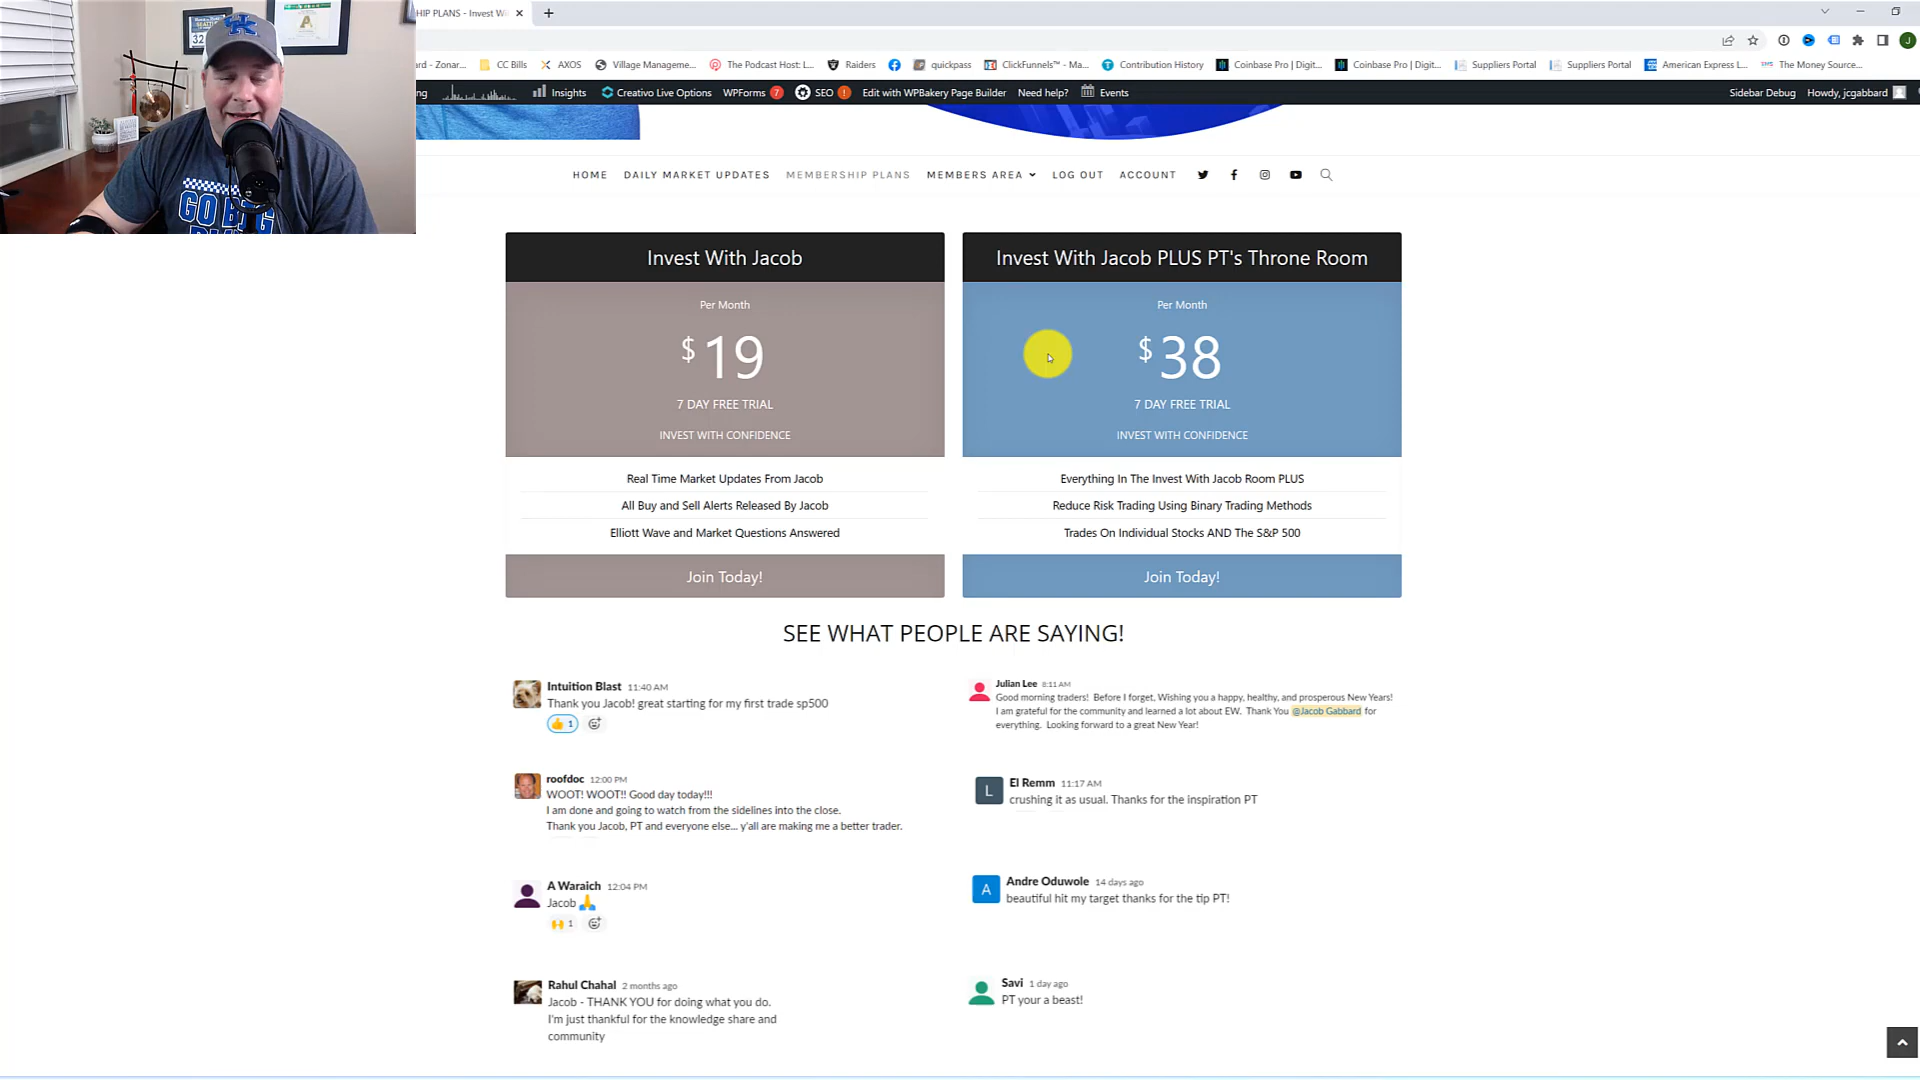 HIP PLANS - Invest Wi
ard - Zonar...
CC Bills
AXOS
Village Manageme...
The Podcast Host: L...
Raiders
quickpass
ClickFunnels™ - Ma...
Contribution History
Coinbase Pro | Digit...
Coinbase Pro | Digit...
Suppliers Portal
Suppliers Portal
American Express L...
The Money Source...
ng
Insights
Creativo Live Options
WPForms 7
SEO !
Edit with WPBakery Page Builder
Need help?
Events
Sidebar Debug
Howdy, jcgabbard
GO BIG
HOME
DAILY MARKET UPDATES
MEMBERSHIP PLANS
MEMBERS AREA
LOG OUT
ACCOUNT
Invest With Jacob
Per Month
$19
7 DAY FREE TRIAL
INVEST WITH CONFIDENCE
Real Time Market Updates From Jacob
All Buy and Sell Alerts Released By Jacob
Elliott Wave and Market Questions Answered
Join Today!
Invest With Jacob PLUS PT's Throne Room
Per Month
$38
7 DAY FREE TRIAL
INVEST WITH CONFIDENCE
Everything In The Invest With Jacob Room PLUS
Reduce Risk Trading Using Binary Trading Methods
Trades On Individual Stocks AND The S&P 500
Join Today!
SEE WHAT PEOPLE ARE SAYING!
Intuition Blast 11:40 AM
Thank you Jacob! great starting for my first trade sp500
👍 1
roofdoc 12:00 PM
WOOT! WOOT!! Good day today!!!
I am done and going to watch from the sidelines into the close.
Thank you Jacob, PT and everyone else... y'all are making me a better trader.
A Waraich 12:04 PM
Jacob 🙏
🙌 1
Rahul Chahal 2 months ago
Jacob - THANK YOU for doing what you do.
I'm just thankful for the knowledge share and
community
Julian Lee 8:11 AM
Good morning traders! Before I forget, Wishing you a happy, healthy, and prosperous New Years!
I am grateful for the community and learned a lot about EW. Thank You @Jacob Gabbard for
everything. Looking forward to a great New Year!
L
El Remm 11:17 AM
crushing it as usual. Thanks for the inspiration PT
A
Andre Oduwole 14 days ago
beautiful hit my target thanks for the tip PT!
Savi 1 day ago
PT your a beast!